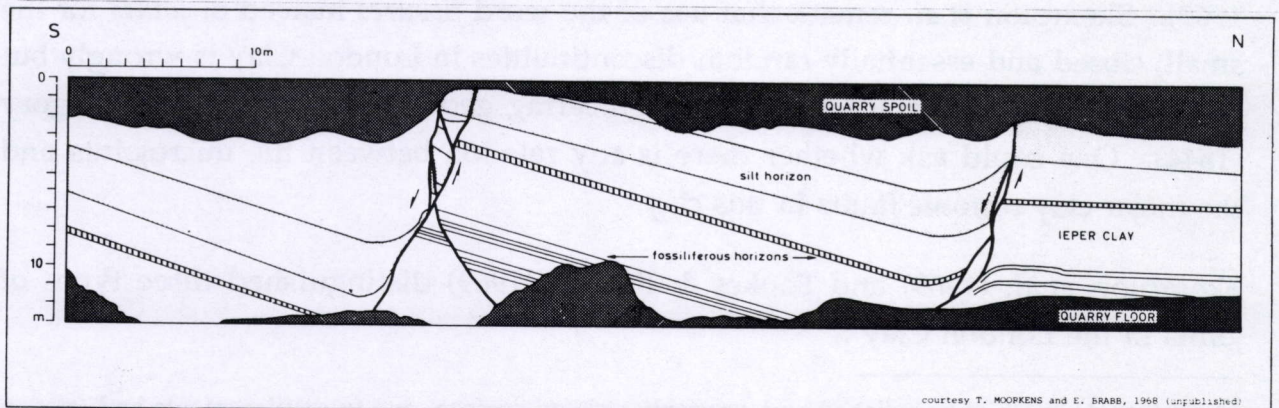 S
N
0
10m
0
QUARRY SPOIL
silt horizon
IEPER CLAY
fossiliferous horizons
10
m
QUARRY FLOOR
courtesy T. MOORKENS and E. BRABB, 1968 (unpublished)